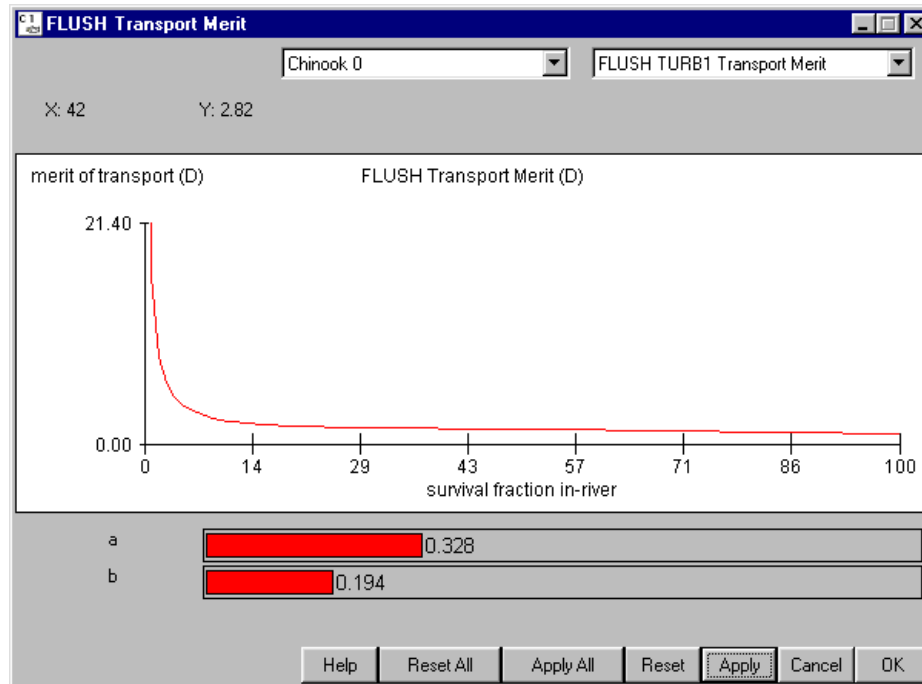 FLUSH Transport Merit
Chinook 0
FLUSH TURB1 Transport Merit
X: 42 Y: 2.82
merit of transport (D)
FLUSH Transport Merit (D)
21.40
0.00
0 14 29 43 57 71 86 100
survival fraction in-river
a 0.328
b 0.194
Help Reset All Apply All Reset Apply Cancel OK